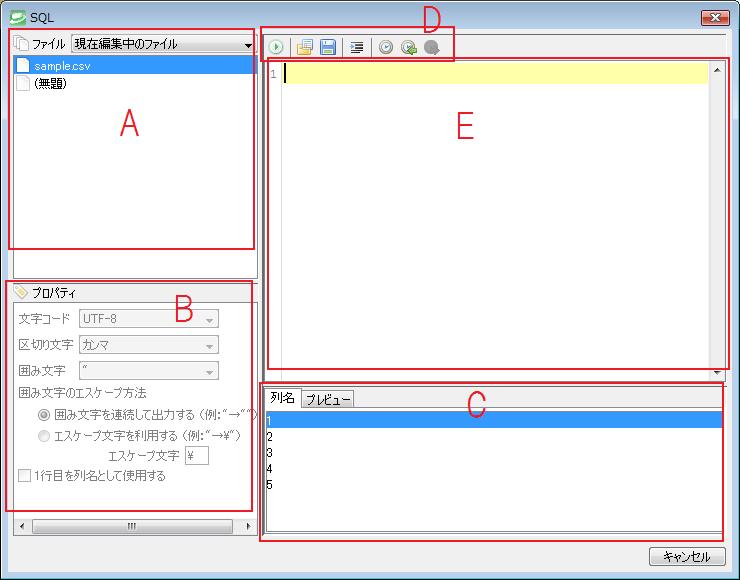 SQL
ファイル 現在編集中のファイル
sample.csv
(無題)
A
D
1
E
プロパティ
B
文字コード UTF-8
区切り文字 カンマ
囲み文字 "
囲み文字のエスケープ方法
囲み文字を連続して出力する (例:"→"")
エスケープ文字を利用する (例:"→¥")
エスケープ文字 ¥
1行目を列名として使用する
列名 プレビュー
C
1
2
3
4
5
キャンセル